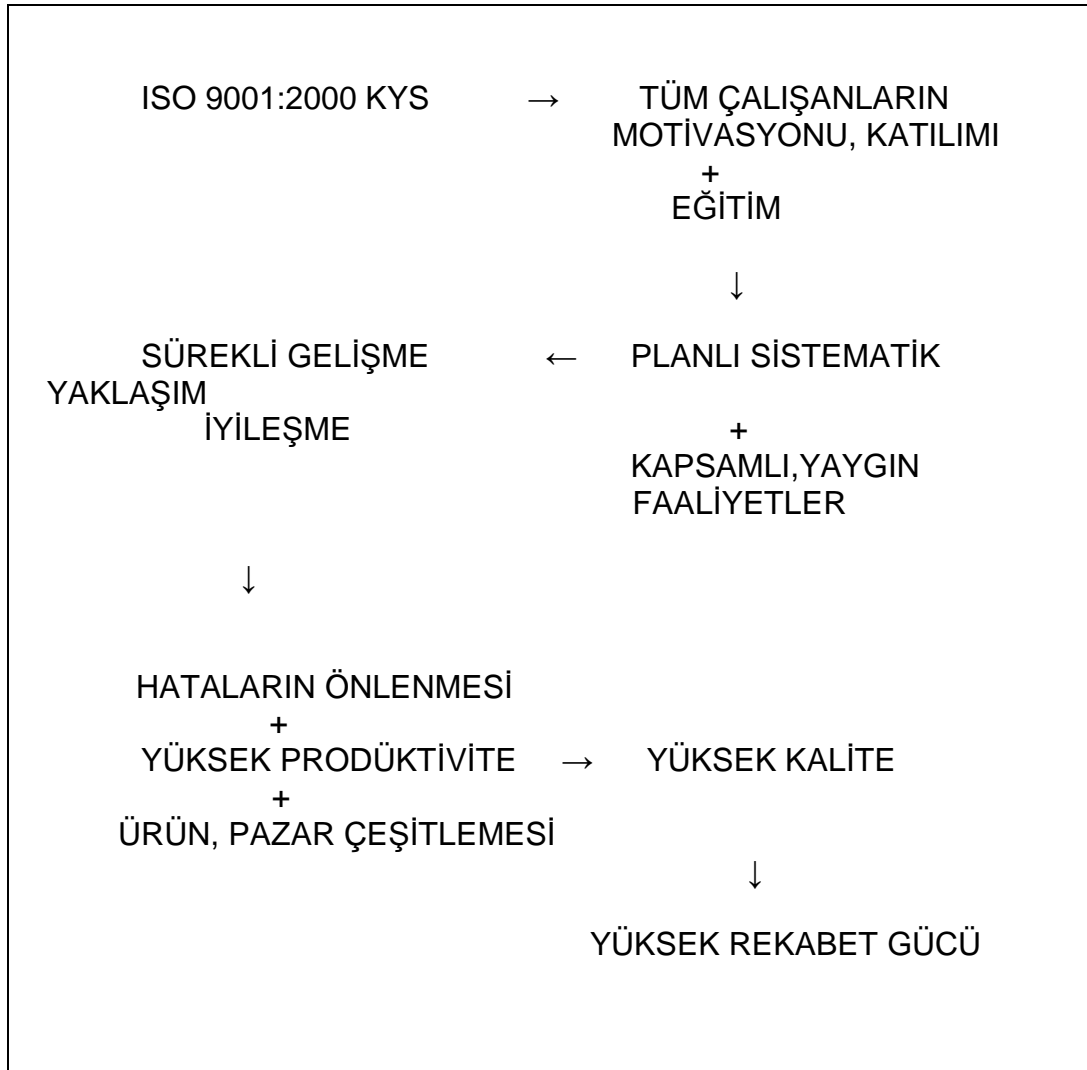 ISO 9001:2000 KYS → TÜM ÇALIŞANLARIN
MOTİVASYONU, KATILIMI
+
EĞİTİM
↓
SÜREKLİ GELİŞME ← PLANLI SİSTEMATİK
YAKLAŞIM
İYİLEŞME +
KAPSAMLI,YAYGIN
FAALİYETLER
↓
HATALARIN ÖNLENMESİ
+
YÜKSEK PRODÜKTİVİTE → YÜKSEK KALİTE
+
ÜRÜN, PAZAR ÇEŞİTLEMESİ
↓
YÜKSEK REKABET GÜCÜ